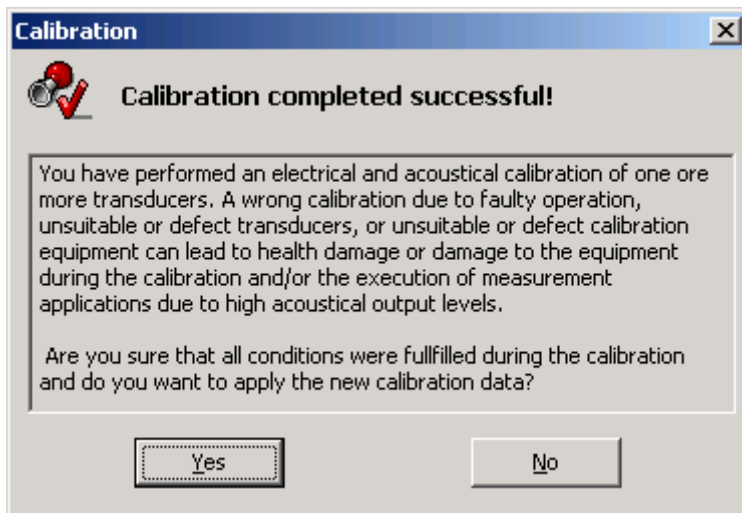 Calibration
Calibration completed successful!
You have performed an electrical and acoustical calibration of one ore
more transducers. A wrong calibration due to faulty operation,
unsuitable or defect transducers, or unsuitable or defect calibration
equipment can lead to health damage or damage to the equipment
during the calibration and/or the execution of measurement
applications due to high acoustical output levels.
Are you sure that all conditions were fullfilled during the calibration
and do you want to apply the new calibration data?
Yes
No